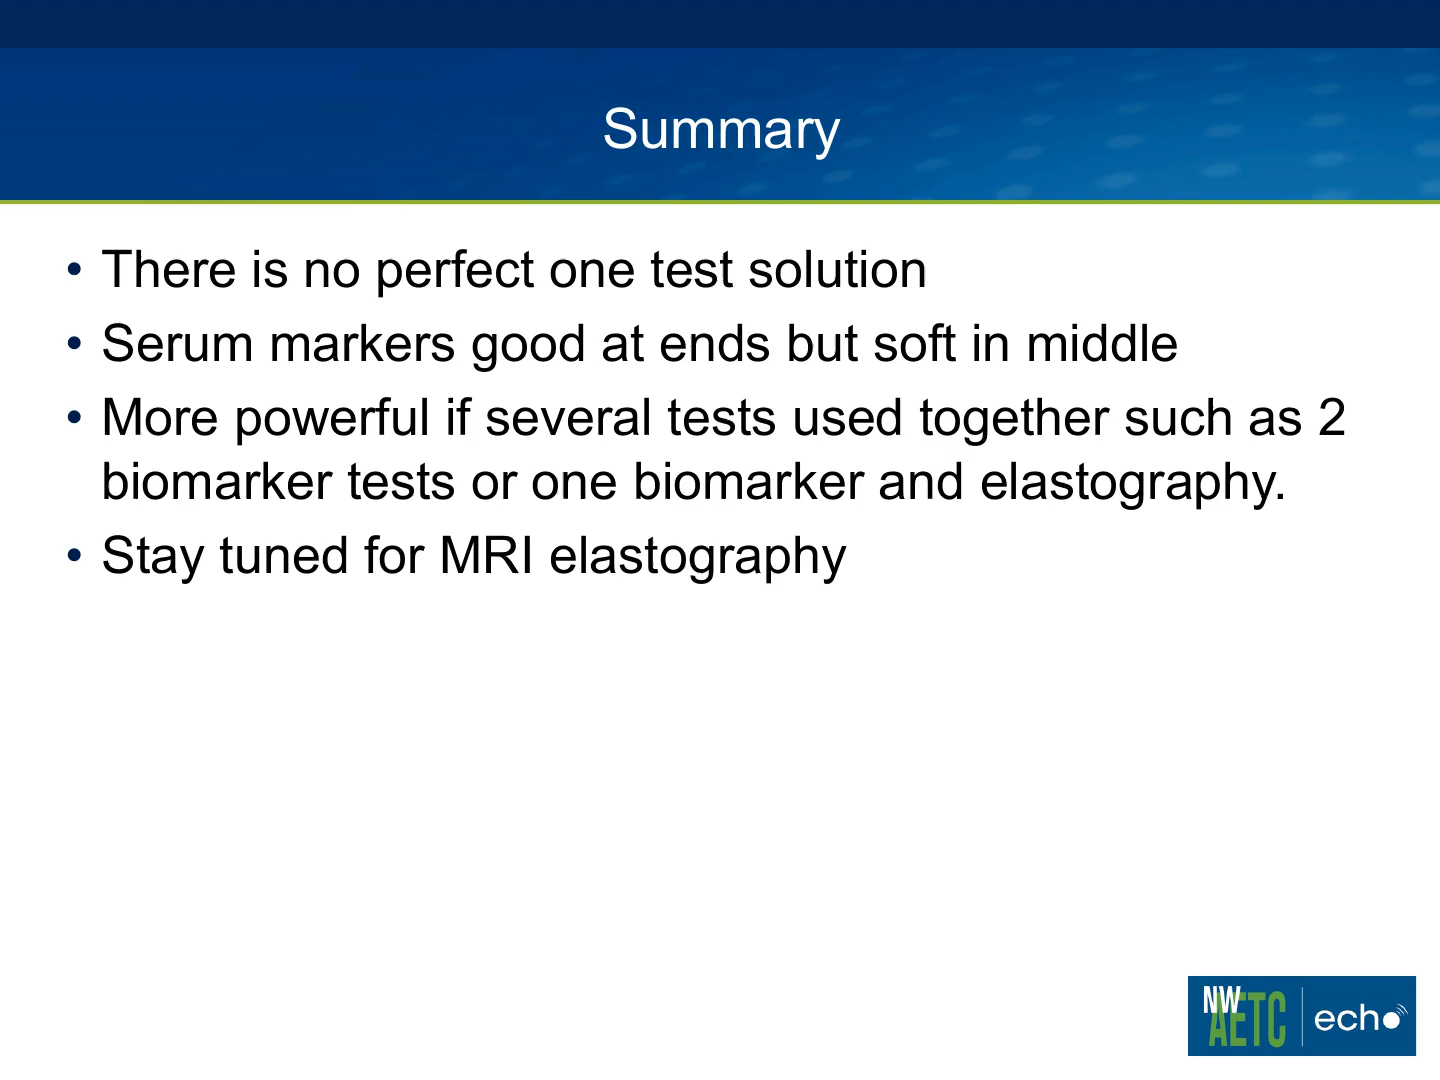 Summary
• There is no perfect one test solution
• Serum markers good at ends but soft in middle
• More powerful if several tests used together such as 2
biomarker tests or one biomarker and elastography.
• Stay tuned for MRI elastography
NW
AETC
echo